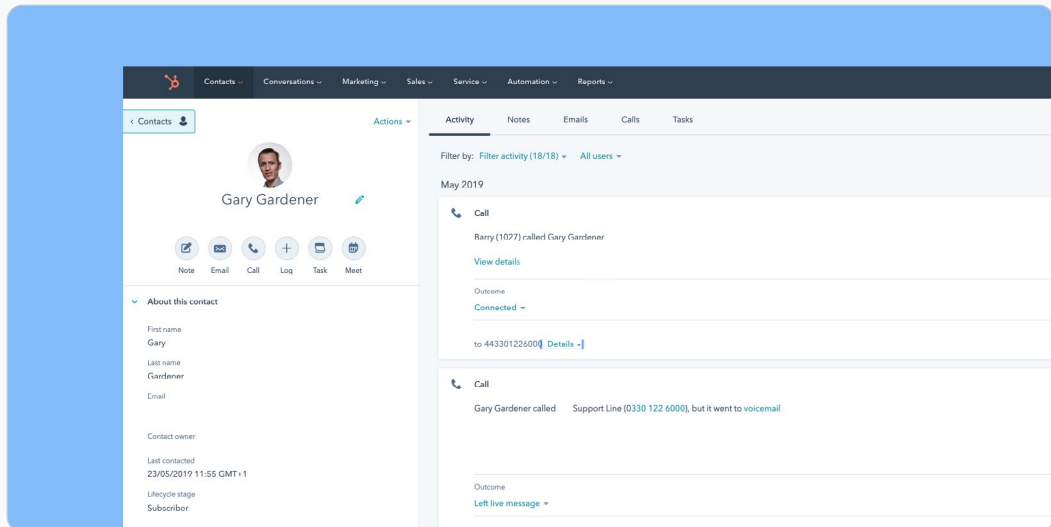 Contacts Conversations Marketing Sales Service Automation Reports
Contacts
Actions
Gary Gardener
Note Email Call Log Task Meet
About this contact
First name
Gary
Last name
Gardener
Email
Contact owner
Last contacted
23/05/2019 11:55 GMT+1
Lifecycle stage
Subscriber
Activity Notes Emails Calls Tasks
Filter by: Filter activity (18/18) All users
May 2019
Call
Barry (1027) called Gary Gardener
View details
Outcome
Connected
to 443301226000 Details
Call
Gary Gardener called Support Line (0330 122 6000), but it went to voicemail
Outcome
Left live message